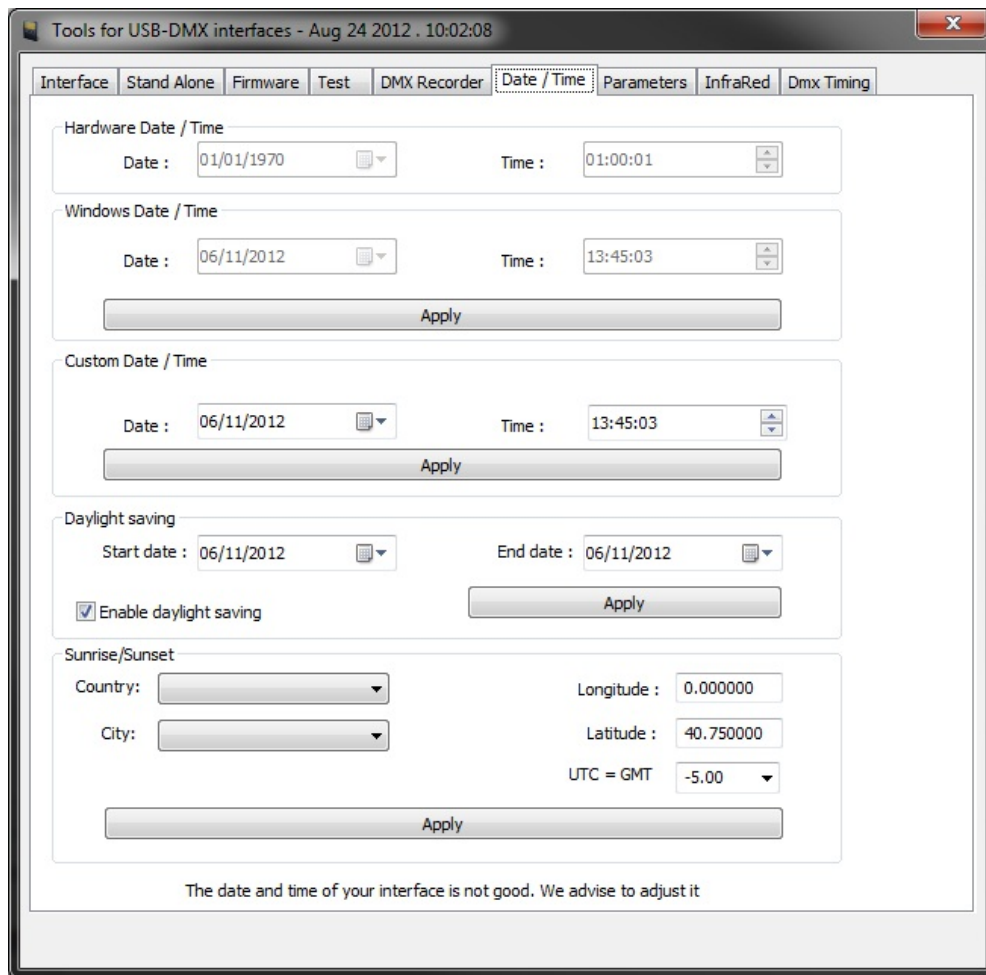 Tools for USB-DMX interfaces - Aug 24 2012 . 10:02:08
Interface Stand Alone Firmware Test DMX Recorder Date / Time Parameters InfraRed Dmx Timing
Hardware Date / Time
Date : 01/01/1970 Time : 01:00:01
Windows Date / Time
Date : 06/11/2012 Time : 13:45:03
Apply
Custom Date / Time
Date : 06/11/2012 Time : 13:45:03
Apply
Daylight saving
Start date : 06/11/2012 End date : 06/11/2012
Enable daylight saving Apply
Sunrise/Sunset
Country: Longitude : 0.000000
City: Latitude : 40.750000
UTC = GMT -5.00
Apply
The date and time of your interface is not good. We advise to adjust it